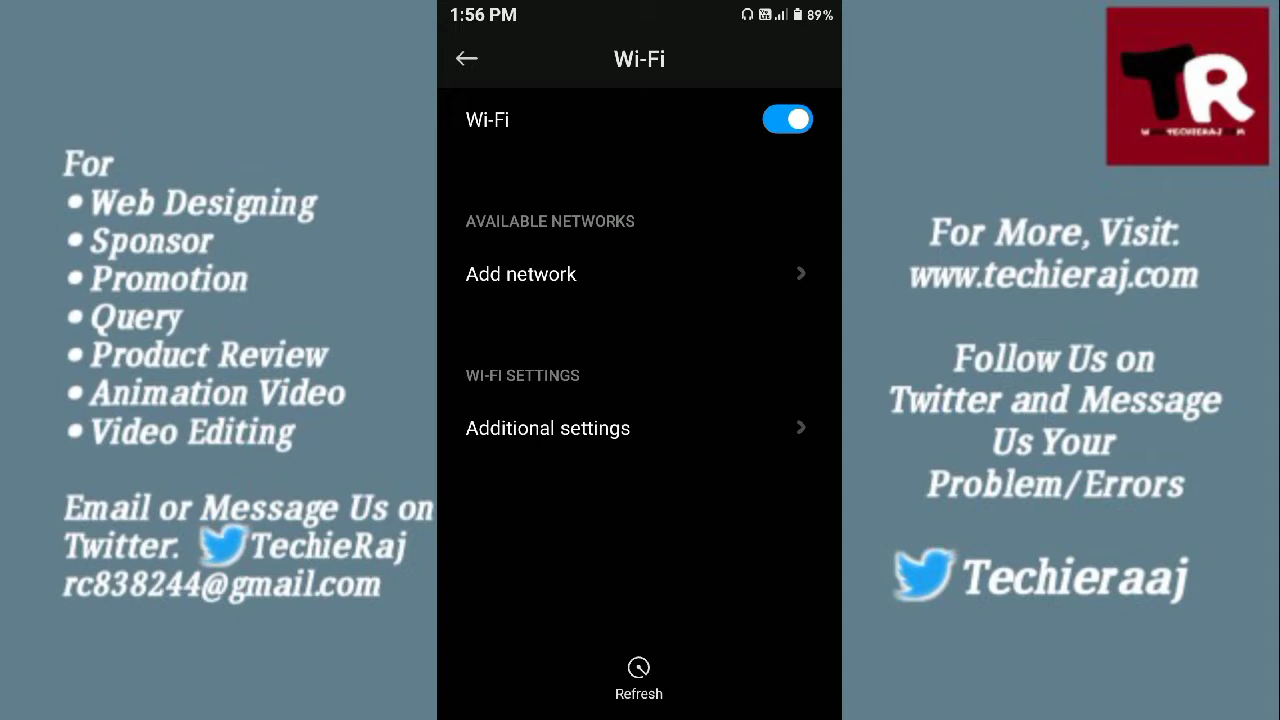 For
• Web Designing
• Sponsor
• Promotion
• Query
• Product Review
• Animation Video
• Video Editing
Email or Message Us on
Twitter. TechieRaj
rc838244@gmail.com
1:56 PM
89%
Wi-Fi
Wi-Fi
AVAILABLE NETWORKS
Add network
WI-FI SETTINGS
Additional settings
Refresh
TR
For More, Visit:
www.techieraj.com
Follow Us on
Twitter and Message
Us Your
Problem/Errors
Techieraaj